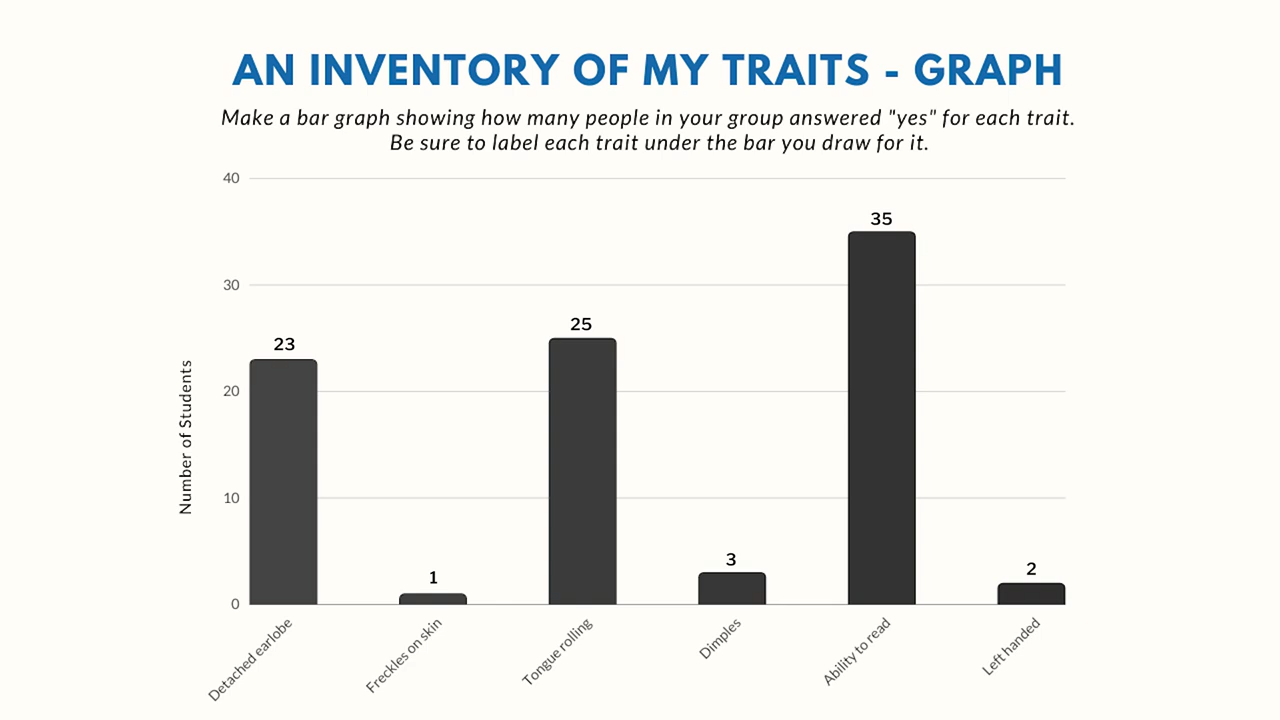 AN INVENTORY OF MY TRAITS - GRAPH
Make a bar graph showing how many people in your group answered "yes" for each trait.
Be sure to label each trait under the bar you draw for it.
Number of Students
40
30
20
10
0
23
1
25
3
35
2
Detached earlobe
Freckles on skin
Tongue rolling
Dimples
Ability to read
Left handed